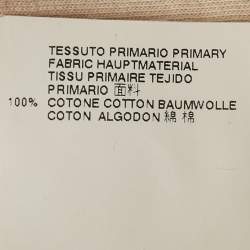 TESSUTO PRIMARIO PRIMARY
FABRIC HAUPTMATERIAL
TISSU PRIMAIRE TEJIDO
PRIMARIO 面料
100% COTONE COTTON BAUMWOLLE
COTON ALGODON 綿 棉